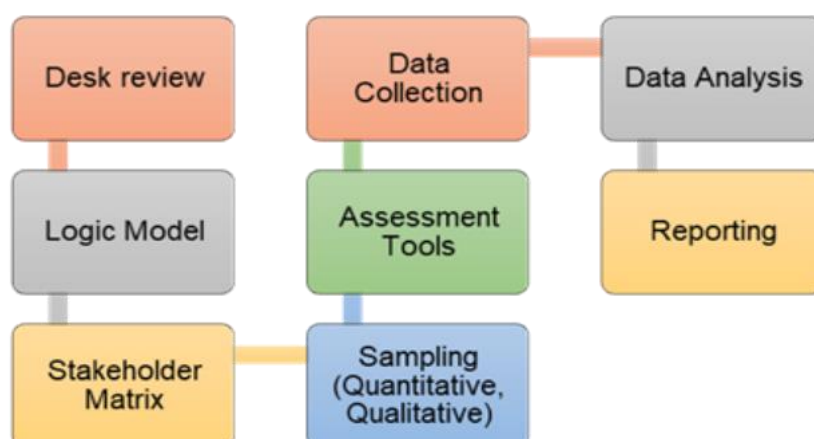 Desk review
Logic Model
Stakeholder
Matrix
Sampling
(Quantitative,
Qualitative)
Assessment
Tools
Data
Collection
Data Analysis
Reporting